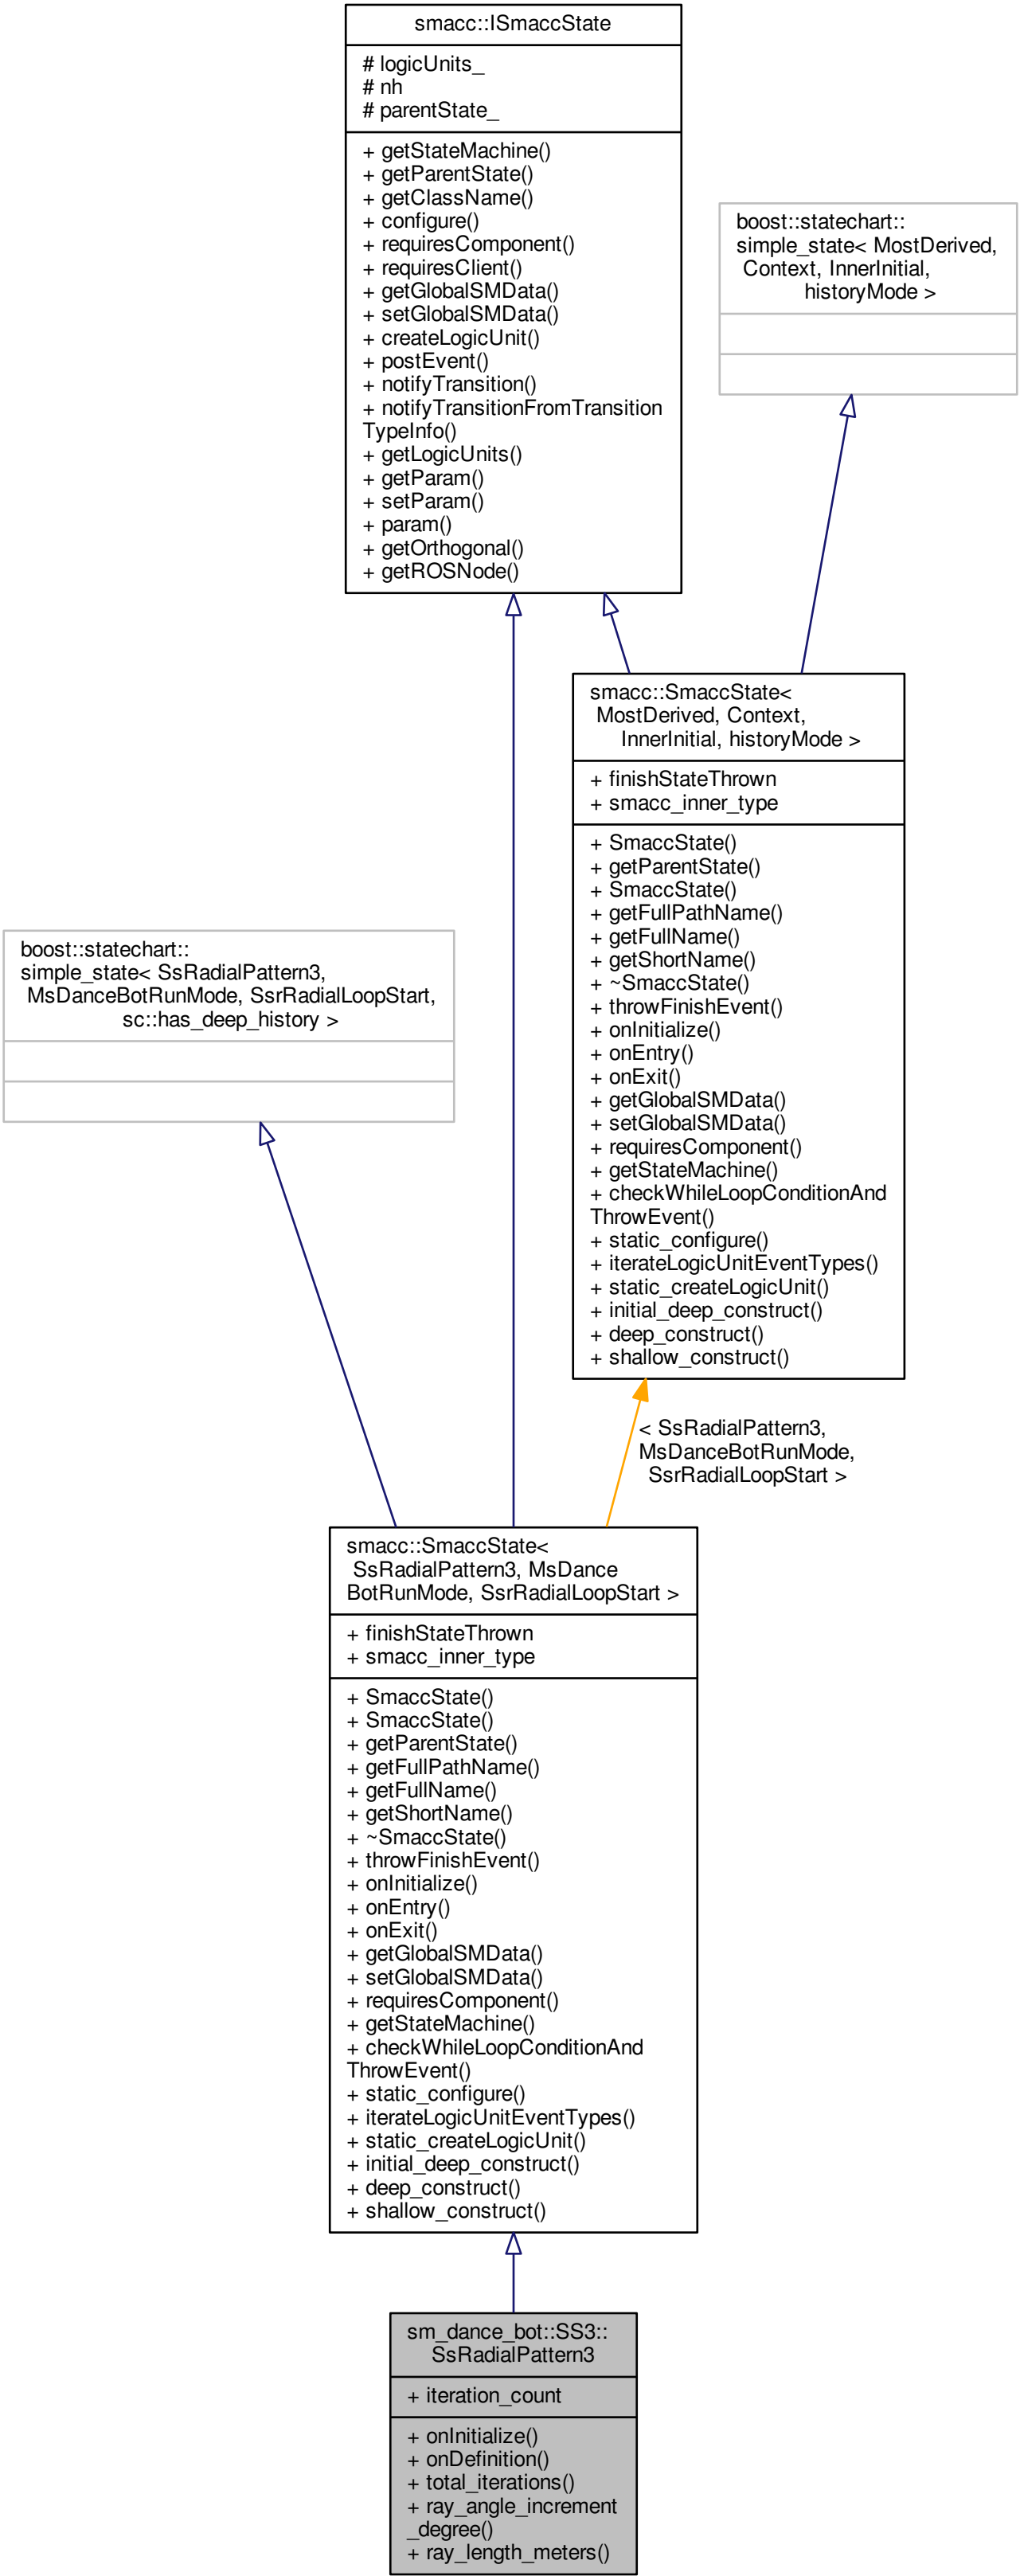 smacc::ISmaccState
# logicUnits_
# nh
# parentState_
+ getStateMachine()
+ getParentState()
+ getClassName()
+ configure()
+ requiresComponent()
+ requiresClient()
+ getGlobalSMData()
+ setGlobalSMData()
+ createLogicUnit()
+ postEvent()
+ notifyTransition()
+ notifyTransitionFromTransition
TypeInfo()
+ getLogicUnits()
+ getParam()
+ setParam()
+ param()
+ getOrthogonal()
+ getROSNode()
boost::statechart::
simple_state< MostDerived,
Context, InnerInitial,
historyMode >
smacc::SmaccState<
MostDerived, Context,
InnerInitial, historyMode >
+ finishStateThrown
+ smacc_inner_type
+ SmaccState()
+ getParentState()
+ SmaccState()
+ getFullPathName()
+ getFullName()
+ getShortName()
+ ~SmaccState()
+ throwFinishEvent()
+ onInitialize()
+ onEntry()
+ onExit()
+ getGlobalSMData()
+ setGlobalSMData()
+ requiresComponent()
+ getStateMachine()
+ checkWhileLoopConditionAnd
ThrowEvent()
+ static_configure()
+ iterateLogicUnitEventTypes()
+ static_createLogicUnit()
+ initial_deep_construct()
+ deep_construct()
+ shallow_construct()
boost::statechart::
simple_state< SsRadialPattern3,
MsDanceBotRunMode, SsrRadialLoopStart,
sc::has_deep_history >
< SsRadialPattern3,
MsDanceBotRunMode,
SsrRadialLoopStart >
smacc::SmaccState<
SsRadialPattern3, MsDance
BotRunMode, SsrRadialLoopStart >
+ finishStateThrown
+ smacc_inner_type
+ SmaccState()
+ SmaccState()
+ getParentState()
+ getFullPathName()
+ getFullName()
+ getShortName()
+ ~SmaccState()
+ throwFinishEvent()
+ onInitialize()
+ onEntry()
+ onExit()
+ getGlobalSMData()
+ setGlobalSMData()
+ requiresComponent()
+ getStateMachine()
+ checkWhileLoopConditionAnd
ThrowEvent()
+ static_configure()
+ iterateLogicUnitEventTypes()
+ static_createLogicUnit()
+ initial_deep_construct()
+ deep_construct()
+ shallow_construct()
sm_dance_bot::SS3::
SsRadialPattern3
+ iteration_count
+ onInitialize()
+ onDefinition()
+ total_iterations()
+ ray_angle_increment
_degree()
+ ray_length_meters()